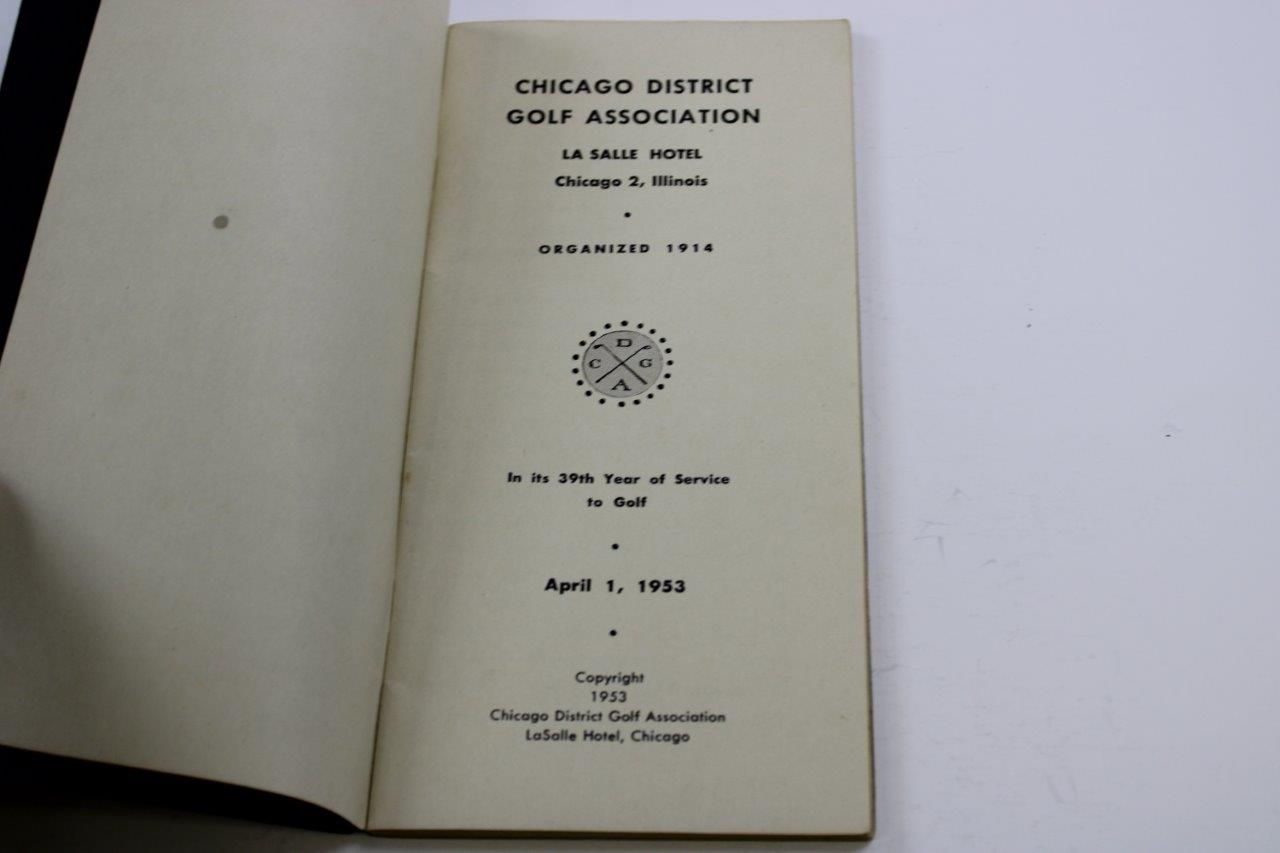 CHICAGO DISTRICT
GOLF ASSOCIATION
LA SALLE HOTEL
Chicago 2, Illinois
•
ORGANIZED 1914
D
C G
A
In its 39th Year of Service
to Golf
•
April 1, 1953
•
Copyright
1953
Chicago District Golf Association
LaSalle Hotel, Chicago